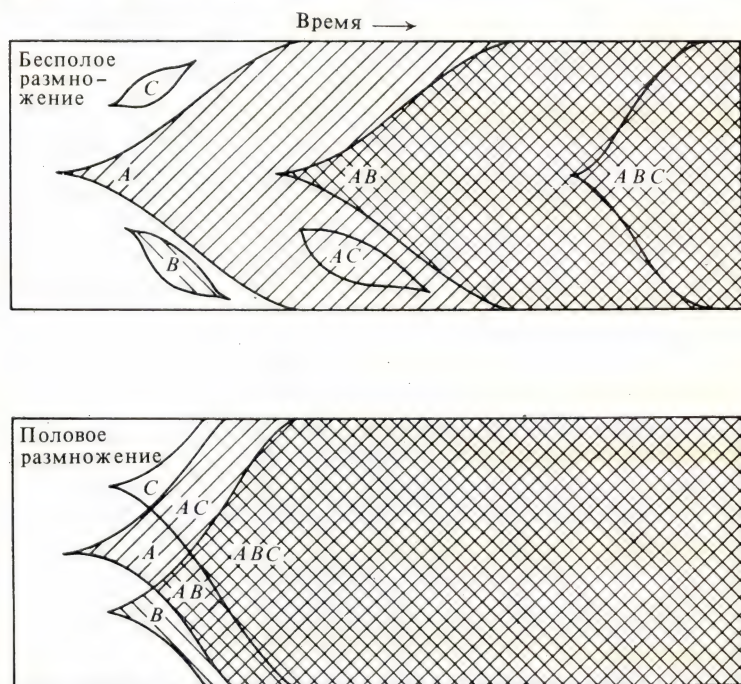 Время →
Бесполое
размно-
жение
C
A
AB
ABC
B
AC
Половое
размножение
C
AC
A
ABC
AB
B